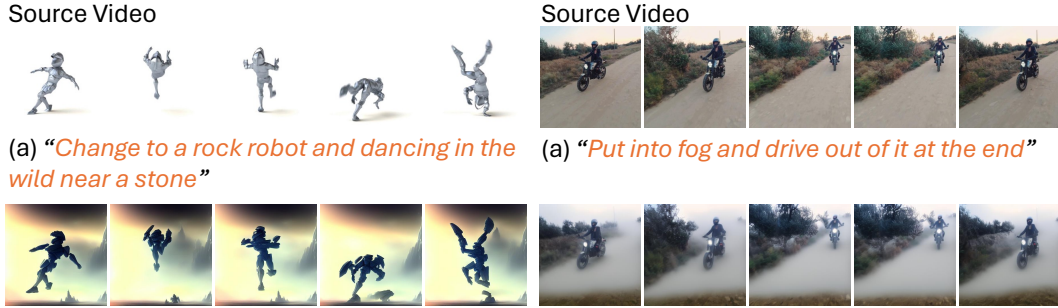 Source Video
(a) “Change to a rock robot and dancing in the
wild near a stone”
Source Video
(a) “Put into fog and drive out of it at the end”